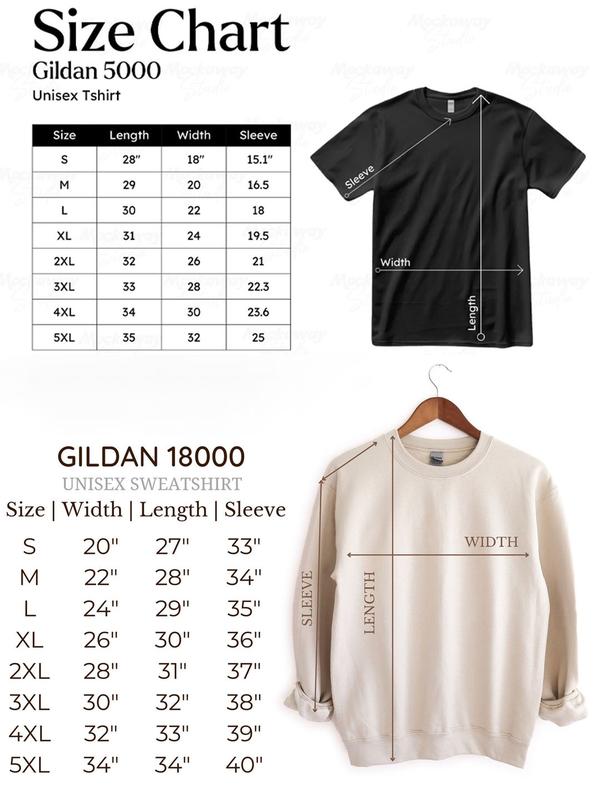 Size Chart
Gildan 5000
Unisex Tshirt
Size Length Width Sleeve
S 28" 18" 15.1"
M 29 20 16.5
L 30 22 18
XL 31 24 19.5
2XL 32 26 21
3XL 33 28 22.3
4XL 34 30 23.6
5XL 35 32 25
Sleeve
Width
Length
GILDAN 18000
UNISEX SWEATSHIRT
Size | Width | Length | Sleeve
S 20" 27" 33"
M 22" 28" 34"
L 24" 29" 35"
XL 26" 30" 36"
2XL 28" 31" 37"
3XL 30" 32" 38"
4XL 32" 33" 39"
5XL 34" 34" 40"
WIDTH
SLEEVE
LENGTH
Mockaway
Studio